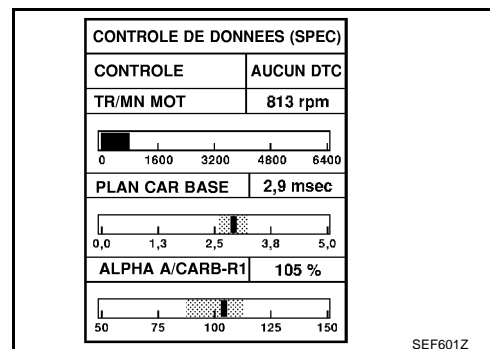 CONTROLE DE DONNEES (SPEC)
CONTROLE AUCUN DTC
TR/MN MOT 813 rpm
0 1600 3200 4800 6400
PLAN CAR BASE 2,9 msec
0,0 1,3 2,5 3,8 5,0
ALPHA A/CARB-R1 105 %
50 75 100 125 150
SEF601Z